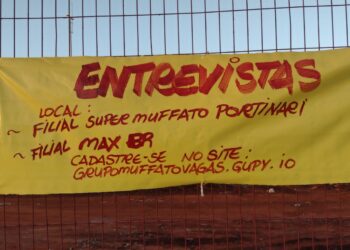 ENTREVISTAS
LOCAL:
~ FILIAL SUPER MUFFATO PORTINARI
~ FILIAL MAX BR
CADASTRE-SE NO SITE:
GRUPOMUFFATOVAGAS.GUPY.IO